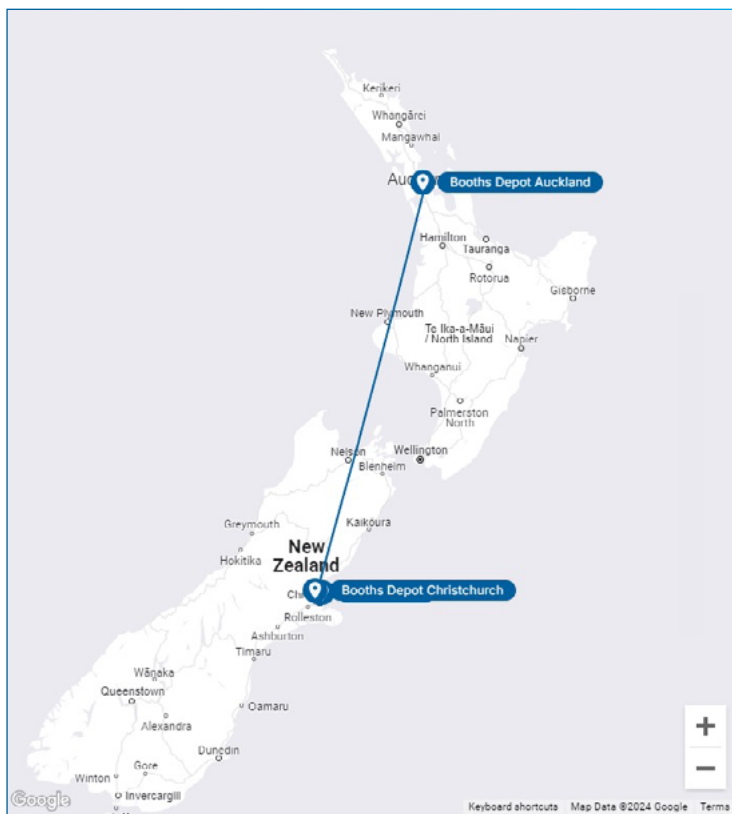 Kerikeri
Whangārei
Mangawhai
Booths Depot Auckland
Hamilton
Tauranga
Rotorua
Gisborne
New Plymouth
Te Ika-a-Māui
/ North Island
Napier
Whanganui
Palmerston
North
Nelson
Wellington
Blenheim
Kaikōura
Greymouth
Hokitika
New
Zealand
Booths Depot Christchurch
Rolleston
Ashburton
Timaru
Wānaka
Queenstown
Oamaru
Alexandra
Dunedin
Gore
Winton
Invercargill
+
−
Google
Keyboard shortcuts Map Data ©2024 Google Terms